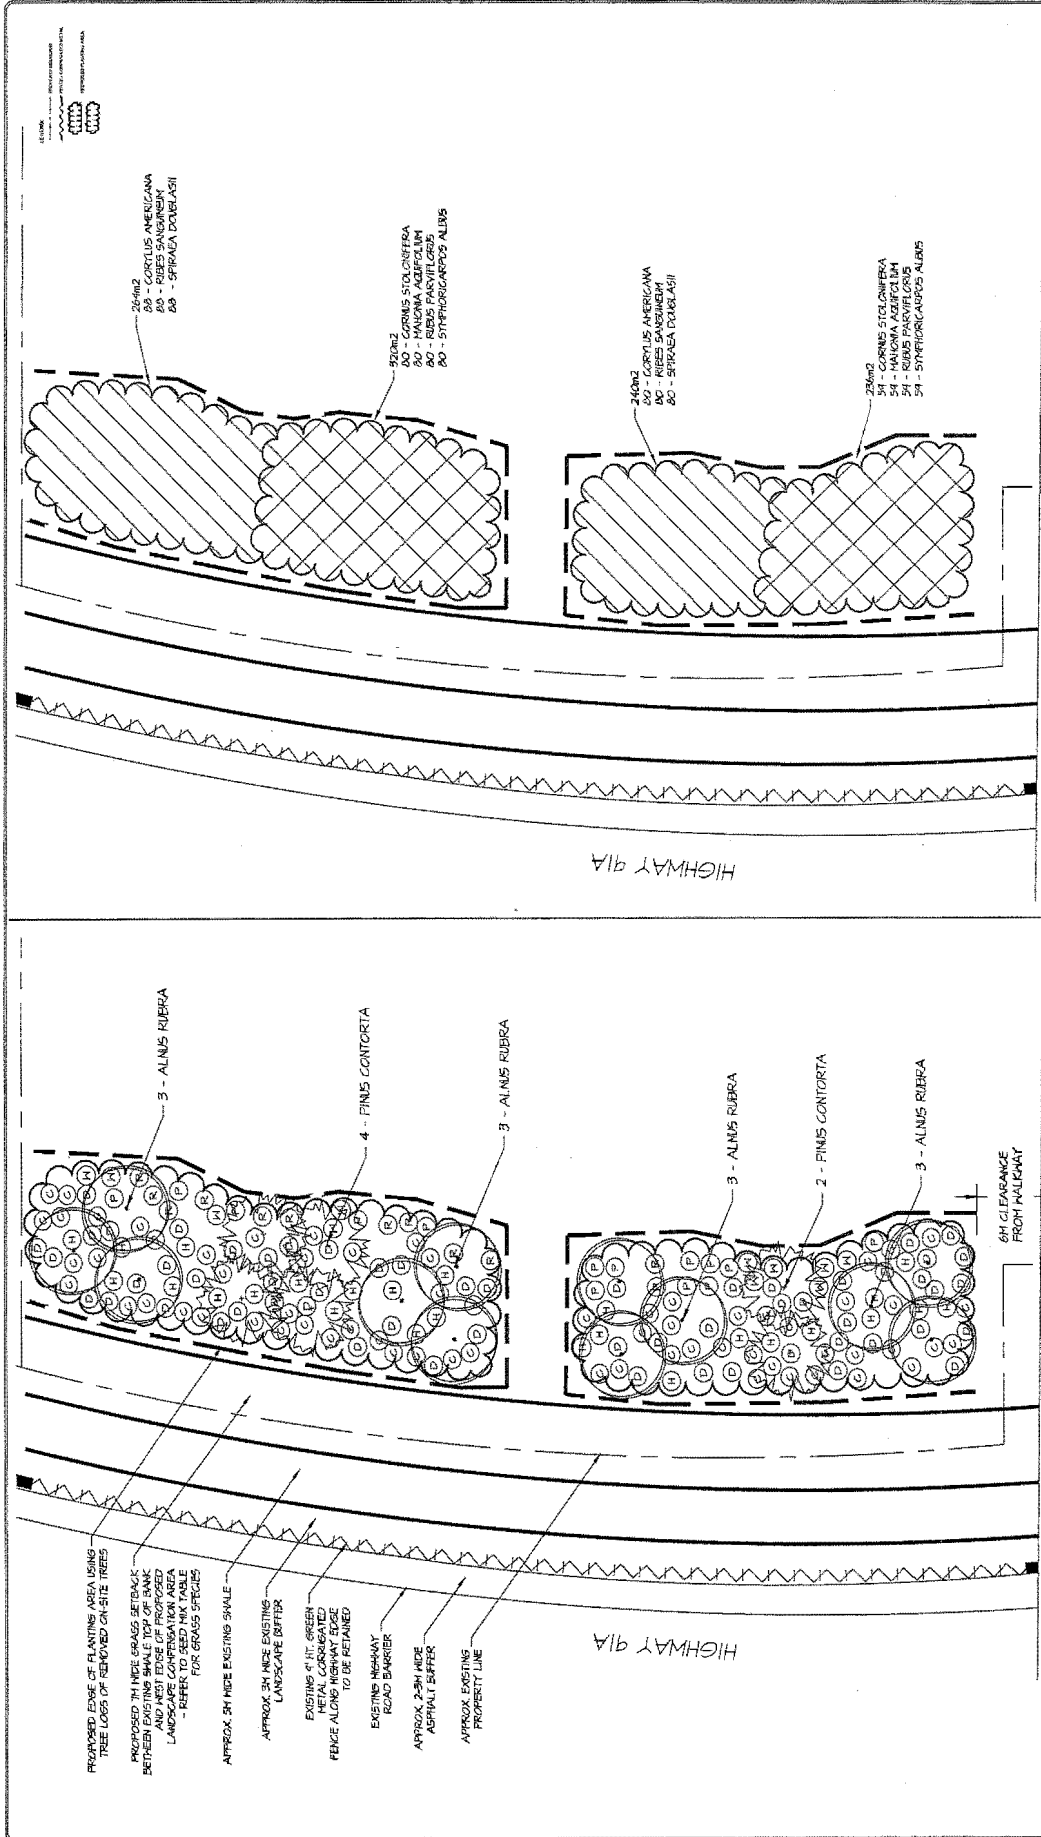 LEGEND
PROPOSED PLANTING AREA
264m2
88 - CORYLUS AMERICANA
88 - RIBES SANGUINEUM
88 - SPIRAEA DOUGLASII
320m2
80 - CORNUS STOLONIFERA
80 - MAHONIA AQUIFOLIUM
80 - RUBUS PARVIFLORUS
80 - SYMPHORICARPOS ALBUS
240m2
80 - CORYLUS AMERICANA
80 - RIBES SANGUINEUM
80 - SPIRAEA DOUGLASII
236m2
59 - CORNUS STOLONIFERA
59 - MAHONIA AQUIFOLIUM
59 - RUBUS PARVIFLORUS
59 - SYMPHORICARPOS ALBUS
HIGHWAY 91A
3 - ALNUS RUBRA
4 - PINUS CONTORTA
3 - ALNUS RUBRA
3 - ALNUS RUBRA
2 - PINUS CONTORTA
3 - ALNUS RUBRA
6M CLEARANCE
FROM WALKWAY
PROPOSED EDGE OF PLANTING AREA USING
TREE LOGS OF REMOVED ON-SITE TREES
PROPOSED 7M WIDE GRASS SETBACK
BETWEEN EXISTING SWALE TOP OF BANK
AND WEST EDGE OF PROPOSED
LANDSCAPE COMPENSATION AREA
- REFER TO SEED MIX TABLE
FOR GRASS SPECIES
APPROX. 5M WIDE EXISTING SWALE
APPROX. 3M WIDE EXISTING
LANDSCAPE BUFFER
EXISTING 9' HT. GREEN
METAL CORRUGATED
FENCE ALONG HIGHWAY EDGE
TO BE RETAINED
EXISTING HIGHWAY
ROAD BARRIER
APPROX. 2-3M WIDE
ASPHALT BUFFER
APPROX. EXISTING
PROPERTY LINE
HIGHWAY 91A